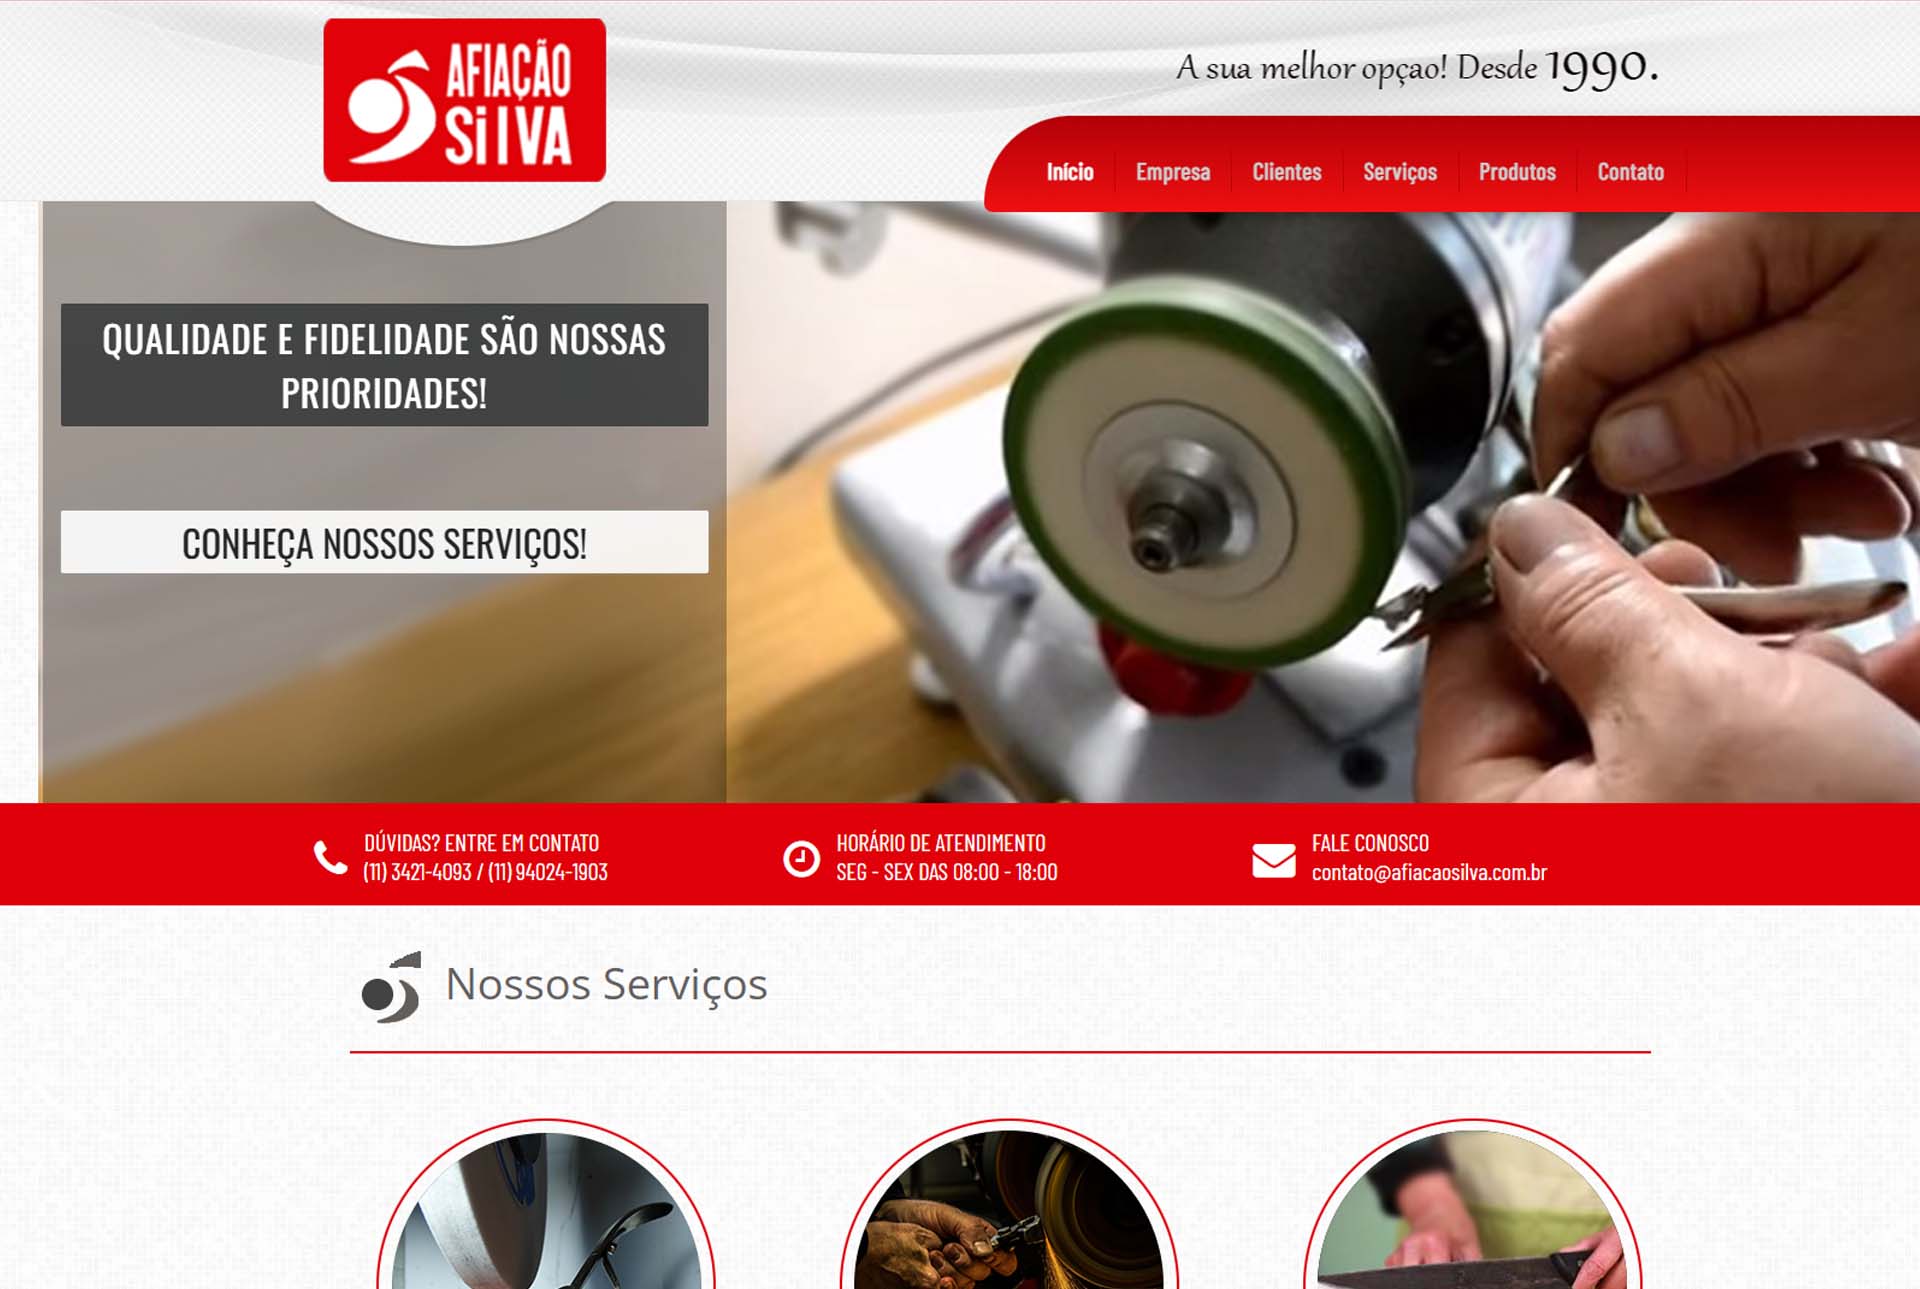 AFIAÇÃO
SiLVA
A sua melhor opçao! Desde 1990.
Início
Empresa
Clientes
Serviços
Produtos
Contato
QUALIDADE E FIDELIDADE SÃO NOSSAS
PRIORIDADES!
CONHEÇA NOSSOS SERVIÇOS!
DÚVIDAS? ENTRE EM CONTATO
(11) 3421-4093 / (11) 94024-1903
HORÁRIO DE ATENDIMENTO
SEG - SEX DAS 08:00 - 18:00
FALE CONOSCO
contato@afiacaosilva.com.br
Nossos Serviços